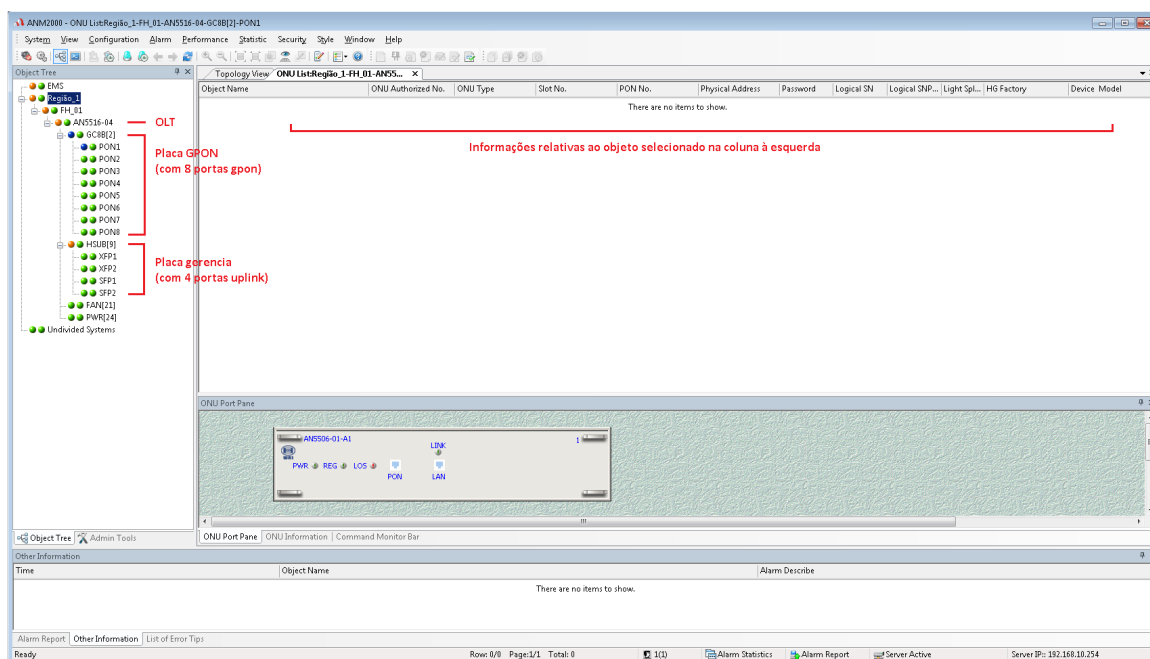 ANM2000 - ONU List:Região_1-FH_01-AN5516-04-GC8B[2]-PON1
System View Configuration Alarm Performance Statistic Security Style Window Help
Object Tree
Topology View ONU List:Região_1-FH_01-AN55...
EMS
Região_1
FH_01
AN5516-04
GC8B[2]
PON1
PON2
PON3
PON4
PON5
PON6
PON7
PON8
HSUB[9]
XFP1
XFP2
SFP1
SFP2
FAN[21]
PWR[24]
Undivided Systems
OLT
Placa GPON
(com 8 portas gpon)
Placa gerencia
(com 4 portas uplink)
Object Name ONU Authorized No. ONU Type Slot No. PON No. Physical Address Password Logical SN Logical SNP... Light Spl... HG Factory Device Model
There are no items to show.
Informações relativas ao objeto selecionado na coluna à esquerda
ONU Port Pane
AN5506-01-A1
1
LINK
PWR REG LOS
PON LAN
Object Tree Admin Tools
ONU Port Pane ONU Information Command Monitor Bar
Other Information
Time Object Name Alarm Describe
There are no items to show.
Alarm Report Other Information List of Error Tips
Ready Row: 0/0 Page:1/1 Total: 0 1(1) Alarm Statistics Alarm Report Server Active Server IP:: 192.168.10.254